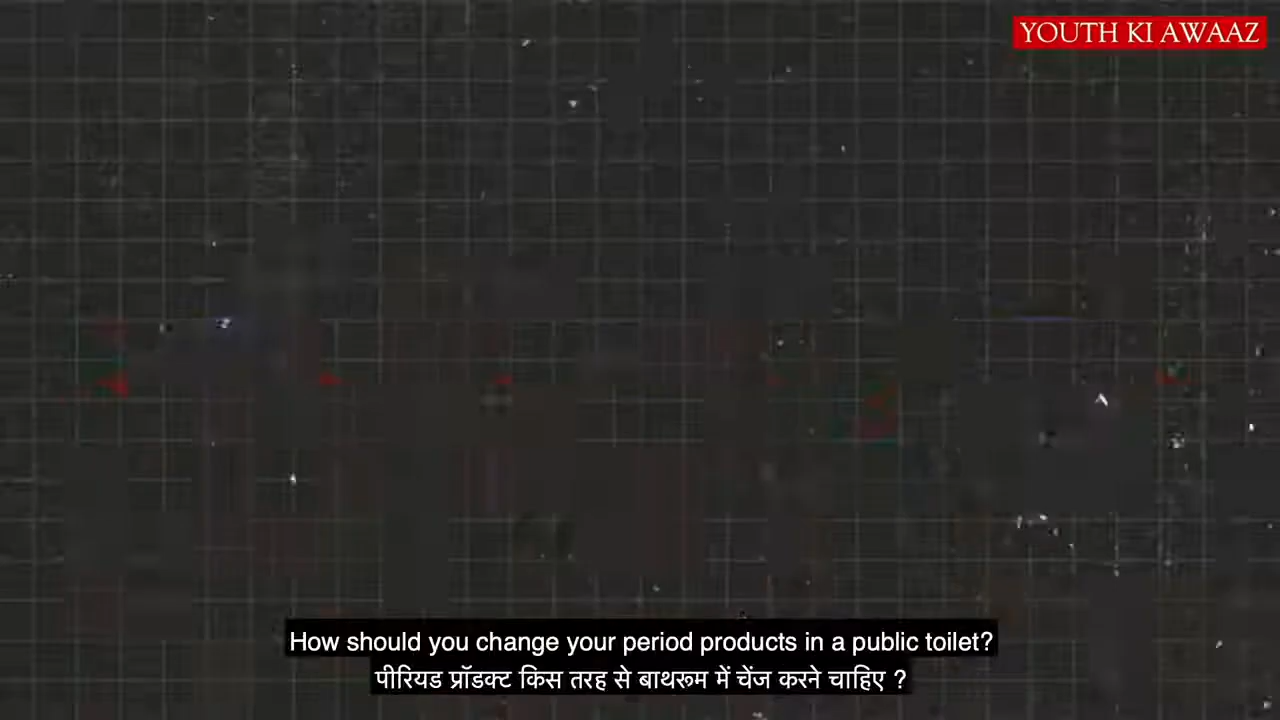 YOUTH KI AWAAZ
How should you change your period products in a public toilet?
पीरियड प्रॉडक्ट किस तरह से बाथरूम में चेंज करने चाहिए ?